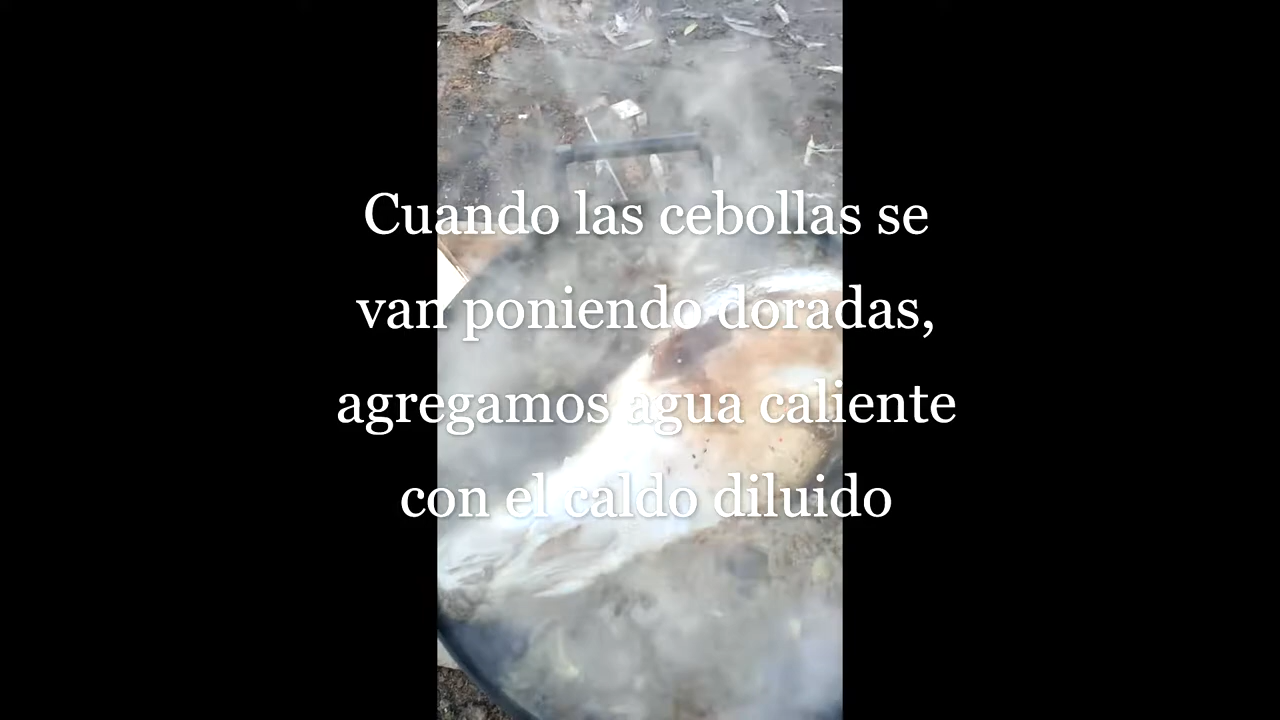 Cuando las cebollas se
van poniendo doradas,
agregamos agua caliente
con el caldo diluido